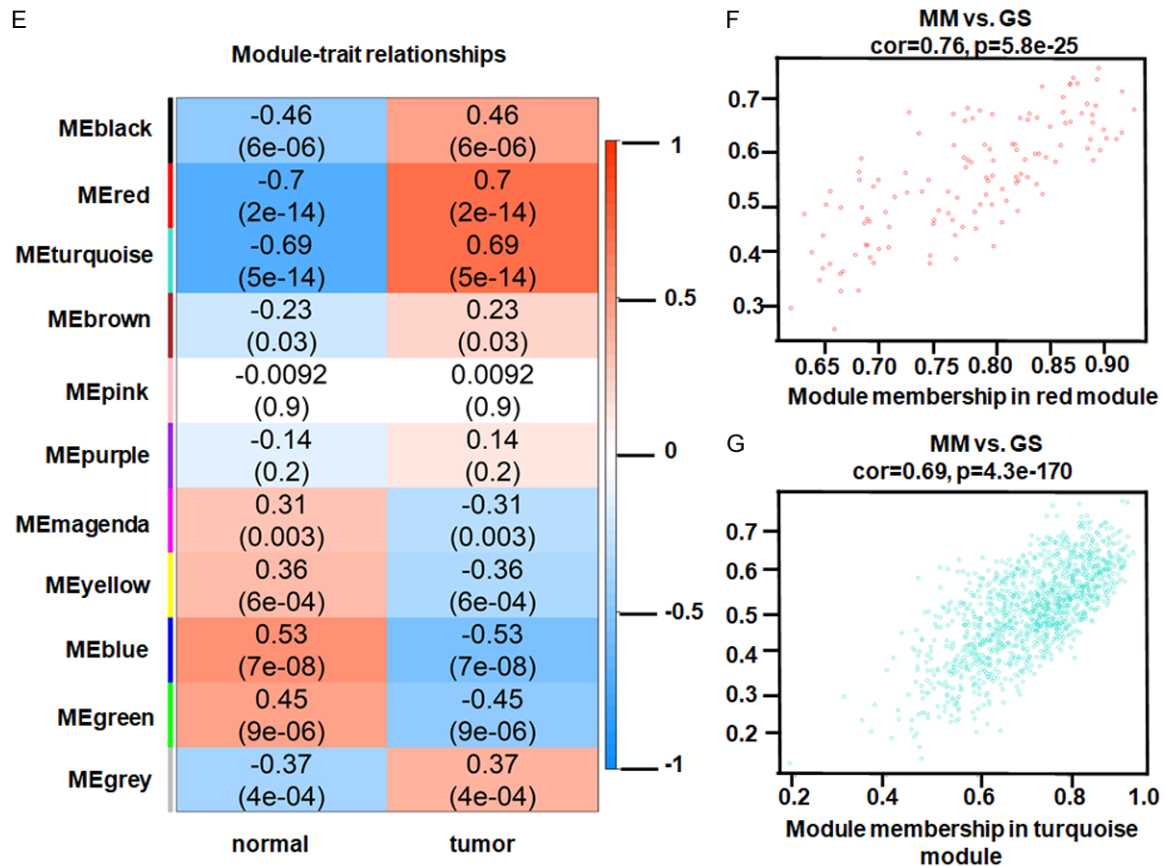 E
Module-trait relationships
MEblack
-0.46
(6e-06)
0.46
(6e-06)
MEred
-0.7
(2e-14)
0.7
(2e-14)
MEturquoise
-0.69
(5e-14)
0.69
(5e-14)
MEbrown
-0.23
(0.03)
0.23
(0.03)
MEpink
-0.0092
(0.9)
0.0092
(0.9)
MEpurple
-0.14
(0.2)
0.14
(0.2)
MEmagenda
0.31
(0.003)
-0.31
(0.003)
MEyellow
0.36
(6e-04)
-0.36
(6e-04)
MEblue
0.53
(7e-08)
-0.53
(7e-08)
MEgreen
0.45
(9e-06)
-0.45
(9e-06)
MEgrey
-0.37
(4e-04)
0.37
(4e-04)
normal tumor
1
0.5
0
-0.5
-1
F
MM vs. GS
cor=0.76, p=5.8e-25
0.7
0.6
0.5
0.4
0.3
0.65 0.70 0.75 0.80 0.85 0.90
Module membership in red module
G
MM vs. GS
cor=0.69, p=4.3e-170
0.7
0.6
0.5
0.4
0.3
0.2
0.2 0.4 0.6 0.8 1.0
Module membership in turquoise
module